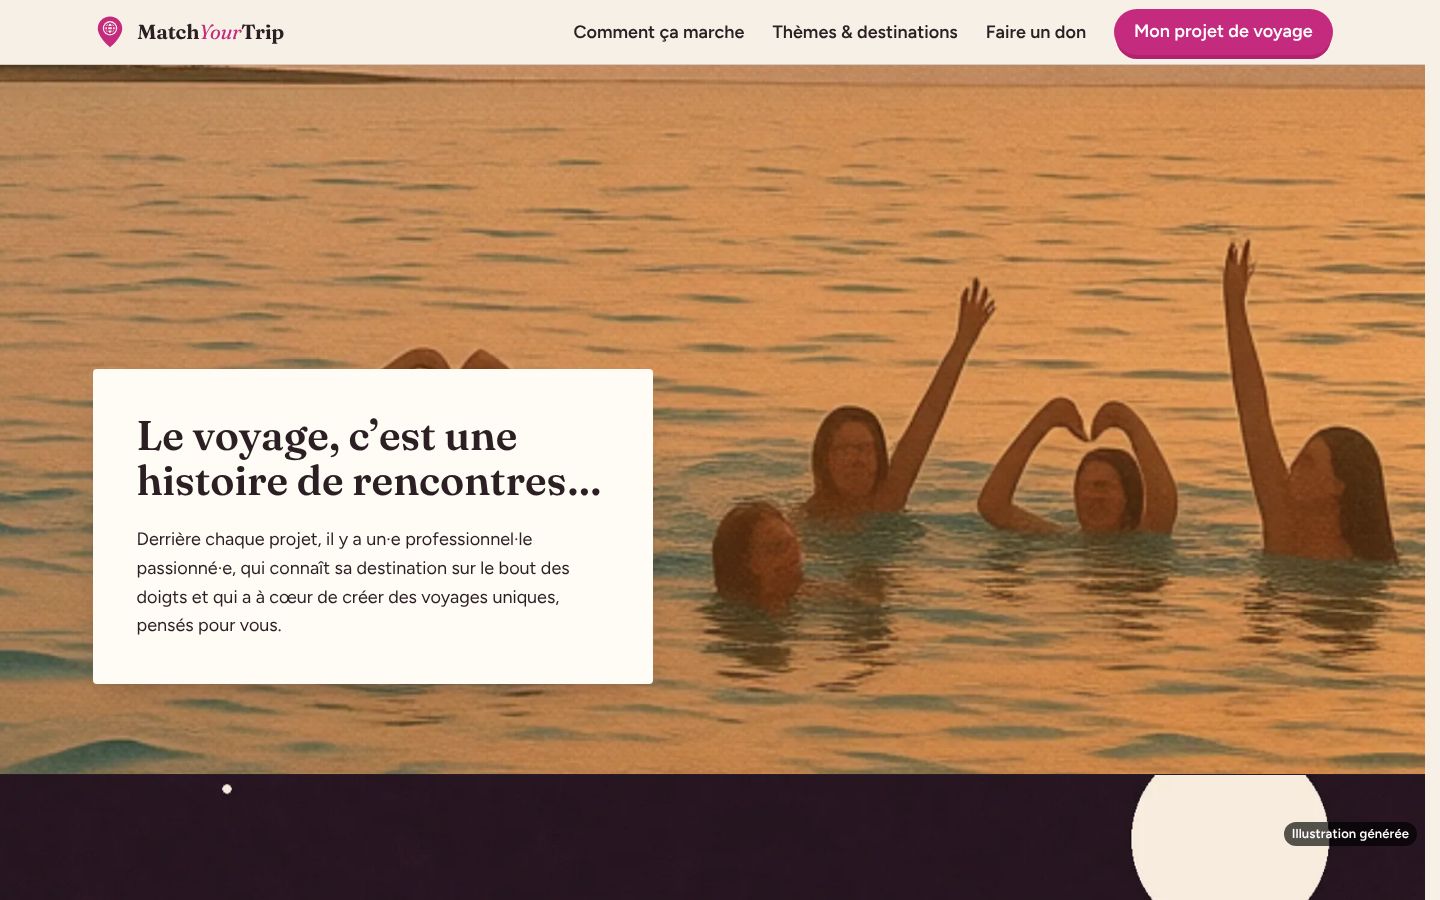 MatchYourTrip
Comment ça marche
Thèmes & destinations
Faire un don
Mon projet de voyage
Le voyage, c’est une
histoire de rencontres…
Derrière chaque projet, il y a un·e professionnel·le
passionné·e, qui connaît sa destination sur le bout des
doigts et qui a à cœur de créer des voyages uniques,
pensés pour vous.
Illustration générée